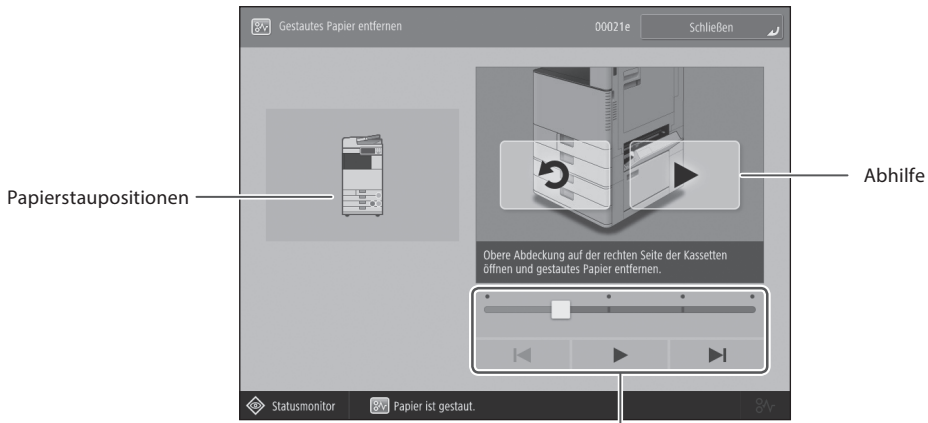 Gestautes Papier entfernen
00021e
Schließen
Papierstaupositionen
Abhilfe
Obere Abdeckung auf der rechten Seite der Kassetten
öffnen und gestautes Papier entfernen.
Statusmonitor
Papier ist gestaut.